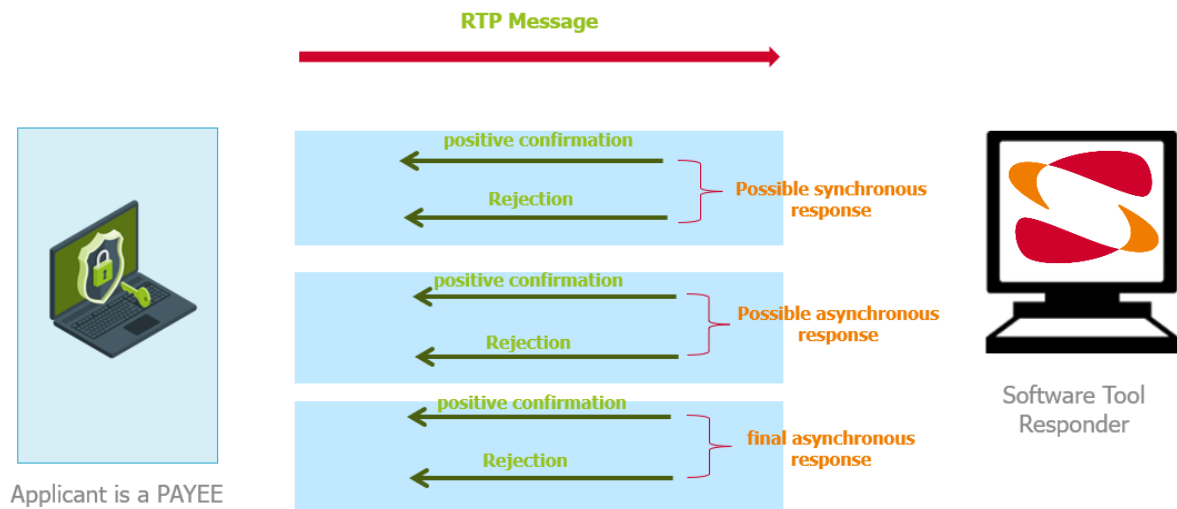 RTP Message
positive confirmation
Rejection
Possible synchronous
response
positive confirmation
Rejection
Possible asynchronous
response
positive confirmation
Rejection
final asynchronous
response
Applicant is a PAYEE
Software Tool
Responder